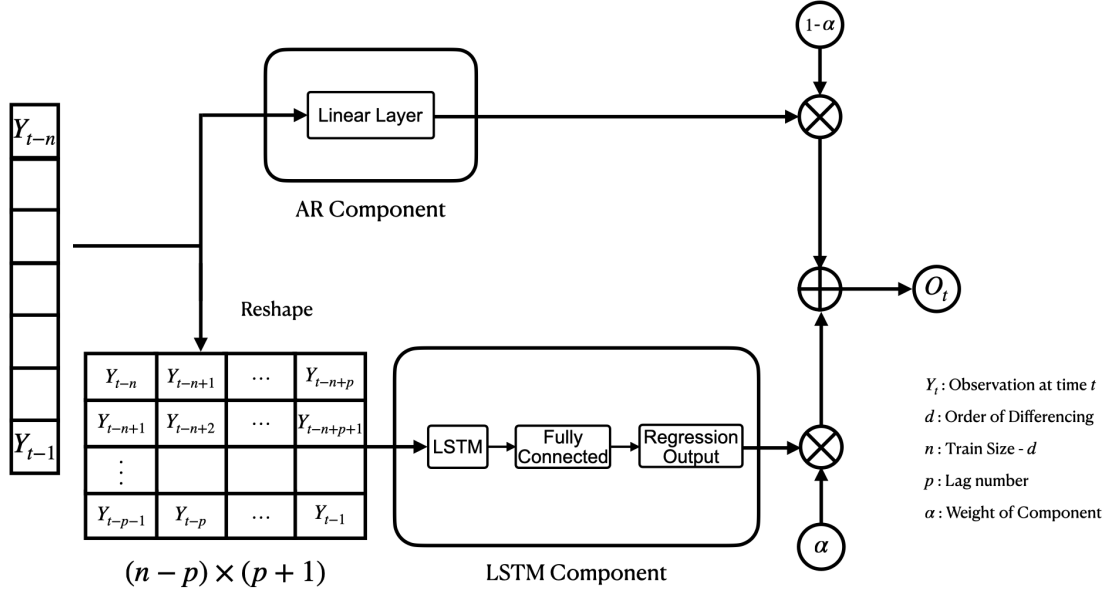 1-α
Y_{t−n}
Linear Layer
AR Component
Reshape
O_t
Y_{t−n} Y_{t−n+1} … Y_{t−n+p}
Y_{t−n+1} Y_{t−n+2} … Y_{t−n+p+1}
⋮
Y_{t−p−1} Y_{t−p} … Y_{t−1}
Y_{t−1}
LSTM
Fully
Connected
Regression
Output
(n − p) × (p + 1)
LSTM Component
α
Y_t : Observation at time t
d : Order of Differencing
n : Train Size - d
p : Lag number
α : Weight of Component